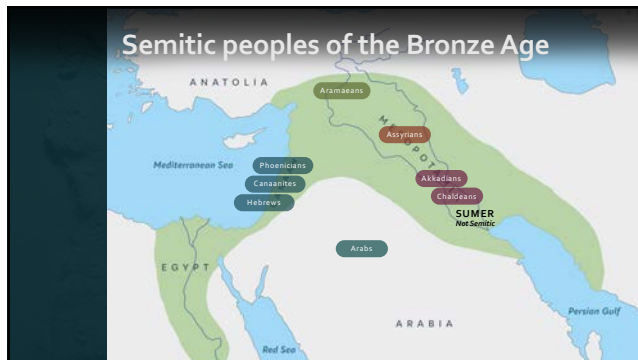 Semitic peoples of the Bronze Age
ANATOLIA
Aramaeans
MESOPOTA
Assyrians
Mediterranean Sea
Phoenicians
Canaanites
Hebrews
Akkadians
Chaldeans
SUMER
Not Semitic
Arabs
EGYPT
ARABIA
Persian Gulf
Red Sea